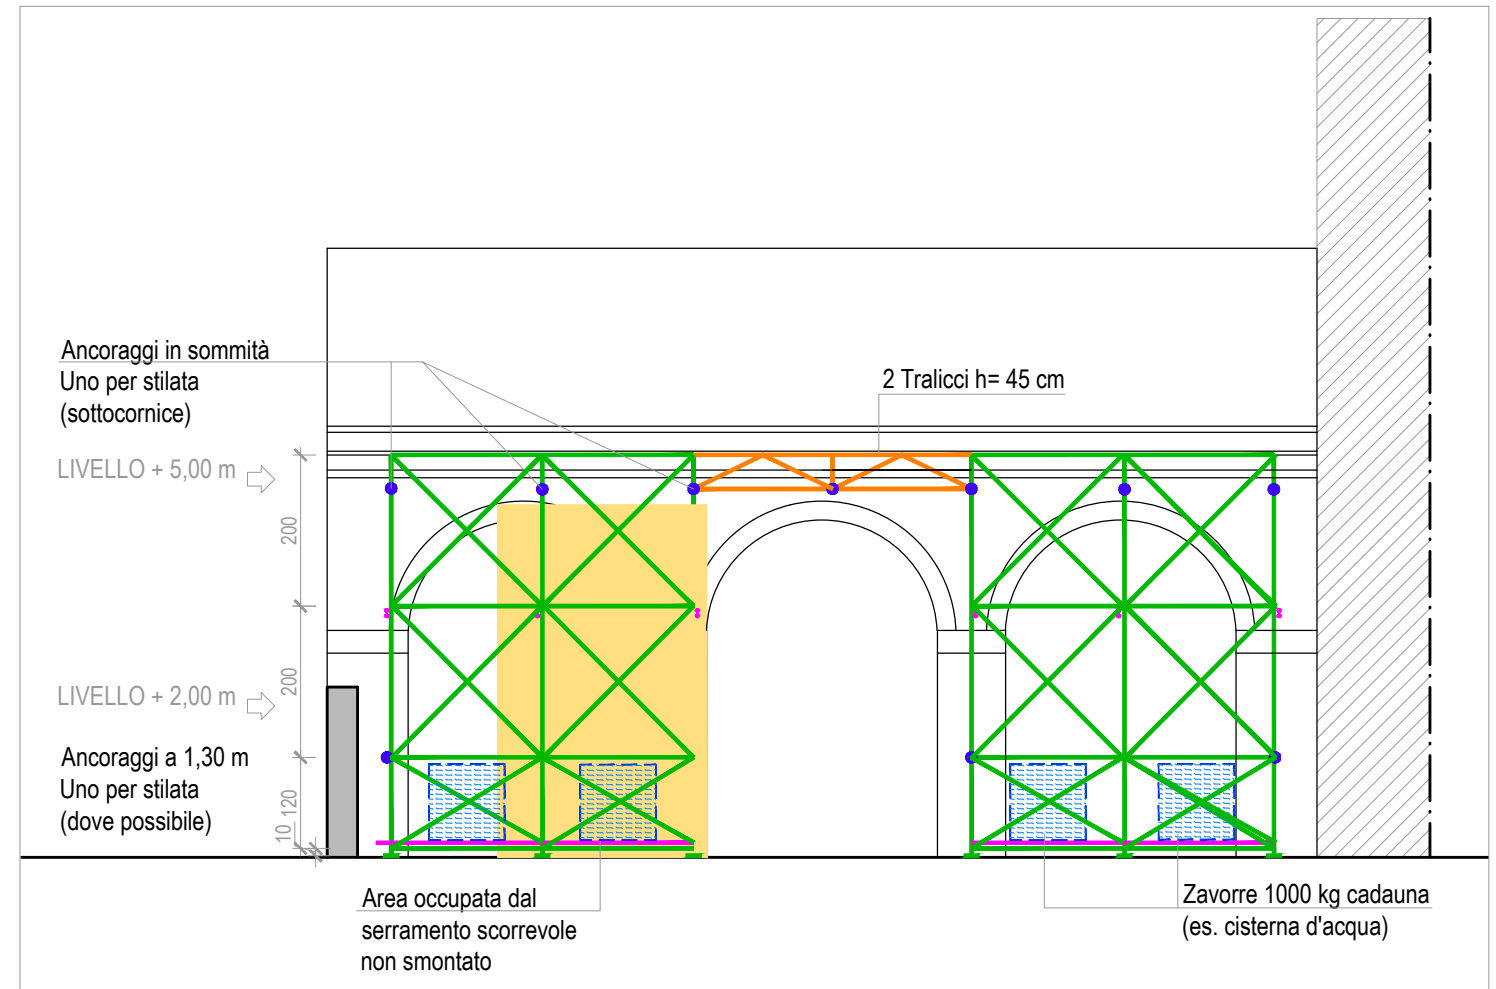 Ancoraggi in sommità
Uno per stilata
(sottocornice)
2 Tralicci h= 45 cm
LIVELLO + 5,00 m
200
LIVELLO + 2,00 m
200
Ancoraggi a 1,30 m
Uno per stilata
(dove possibile)
120
10
Area occupata dal
serramento scorrevole
non smontato
Zavorre 1000 kg cadauna
(es. cisterna d'acqua)